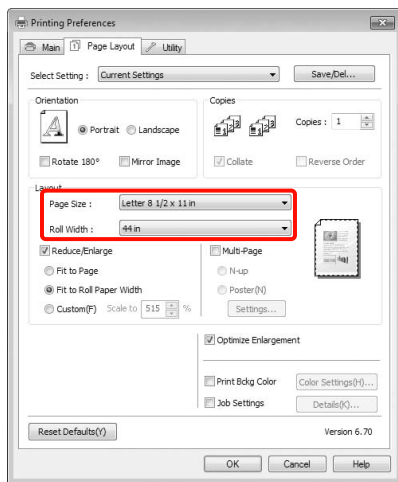 Printing Preferences
Main Page Layout Utility
Select Setting : Current Settings Save/Del...
Orientation Copies
A Portrait Landscape Copies : 1
Rotate 180° Mirror Image Collate Reverse Order
Layout
Page Size : Letter 8 1/2 x 11 in
Roll Width : 44 in
Reduce/Enlarge Multi-Page
Fit to Page N-up
Fit to Roll Paper Width Poster(N)
Custom(F) Scale to 515 % Settings...
Optimize Enlargement
Print Bckg Color Color Settings(H)...
Job Settings Details(K)...
Reset Defaults(Y) Version 6.70
OK Cancel Help